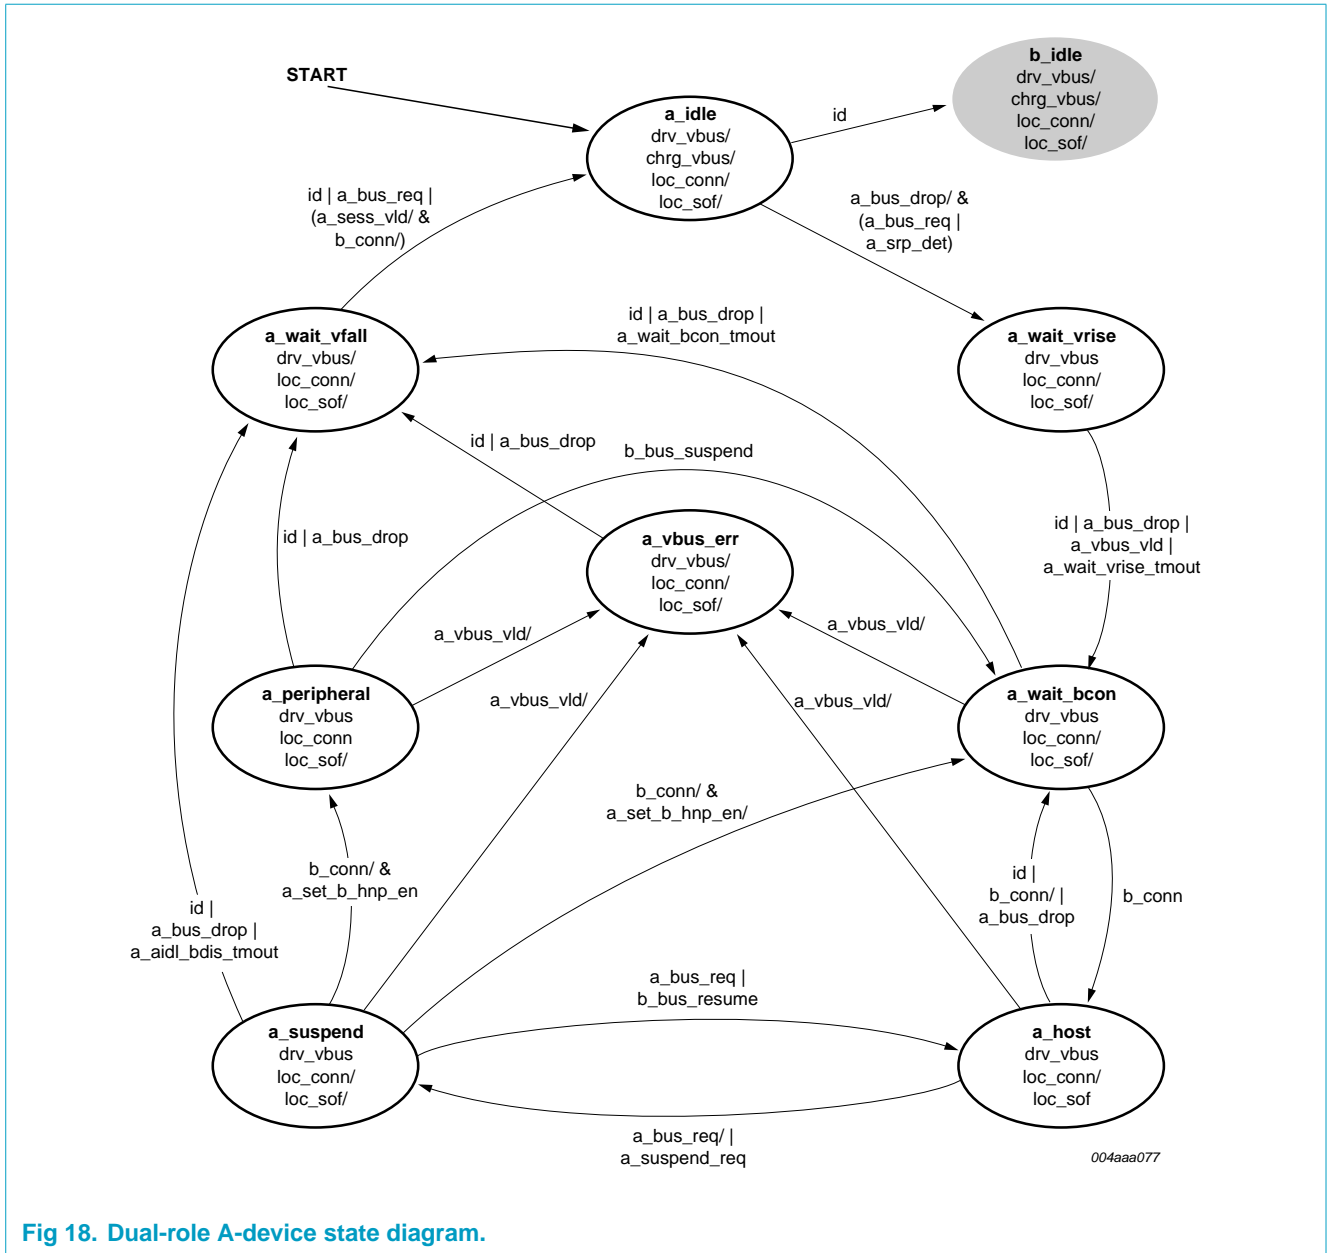 START
b_idle
drv_vbus/
chrg_vbus/
loc_conn/
loc_sof/
a_idle
drv_vbus/
chrg_vbus/
loc_conn/
loc_sof/
id
id | a_bus_req |
(a_sess_vld/ &
b_conn/)
a_bus_drop/ &
(a_bus_req |
a_srp_det)
a_wait_vfall
drv_vbus/
loc_conn/
loc_sof/
id | a_bus_drop |
a_wait_bcon_tmout
a_wait_vrise
drv_vbus
loc_conn/
loc_sof/
id | a_bus_drop
b_bus_suspend
id | a_bus_drop
a_vbus_err
drv_vbus/
loc_conn/
loc_sof/
id | a_bus_drop |
a_vbus_vld |
a_wait_vrise_tmout
a_vbus_vld/
a_vbus_vld/
a_peripheral
drv_vbus
loc_conn
loc_sof/
a_vbus_vld/
a_vbus_vld/
a_wait_bcon
drv_vbus
loc_conn/
loc_sof/
b_conn/ &
a_set_b_hnp_en/
b_conn/ &
a_set_b_hnp_en
id |
a_bus_drop |
a_aidl_bdis_tmout
id |
b_conn/ |
a_bus_drop
b_conn
a_bus_req |
b_bus_resume
a_suspend
drv_vbus
loc_conn/
loc_sof/
a_host
drv_vbus
loc_conn/
loc_sof
a_bus_req/ |
a_suspend_req
004aaa077
Fig 18. Dual-role A-device state diagram.